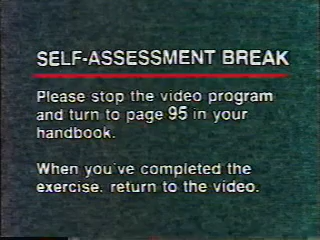 SELF-ASSESSMENT BREAK
Please stop the video program
and turn to page 95 in your
handbook.
When you've completed the
exercise, return to the video.